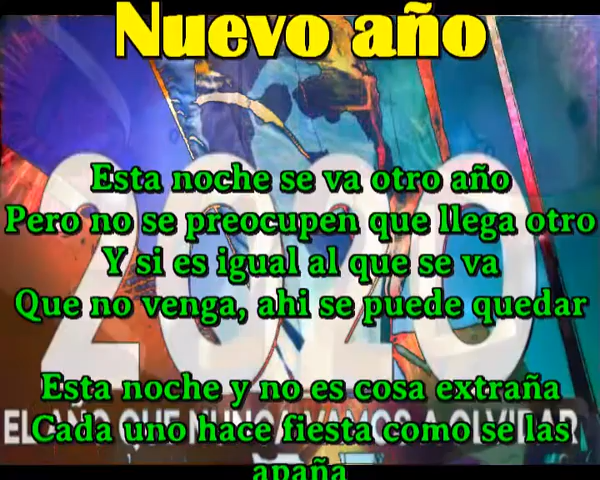 Nuevo año
2020
Esta noche se va otro año
Pero no se preocupen que llega otro
Y si es igual al que se va
Que no venga, ahi se puede quedar
Esta noche y no es cosa extraña
EL AÑO QUE NUNCA VAMOS A OLVIDAR
Cada uno hace fiesta como se las
apaña